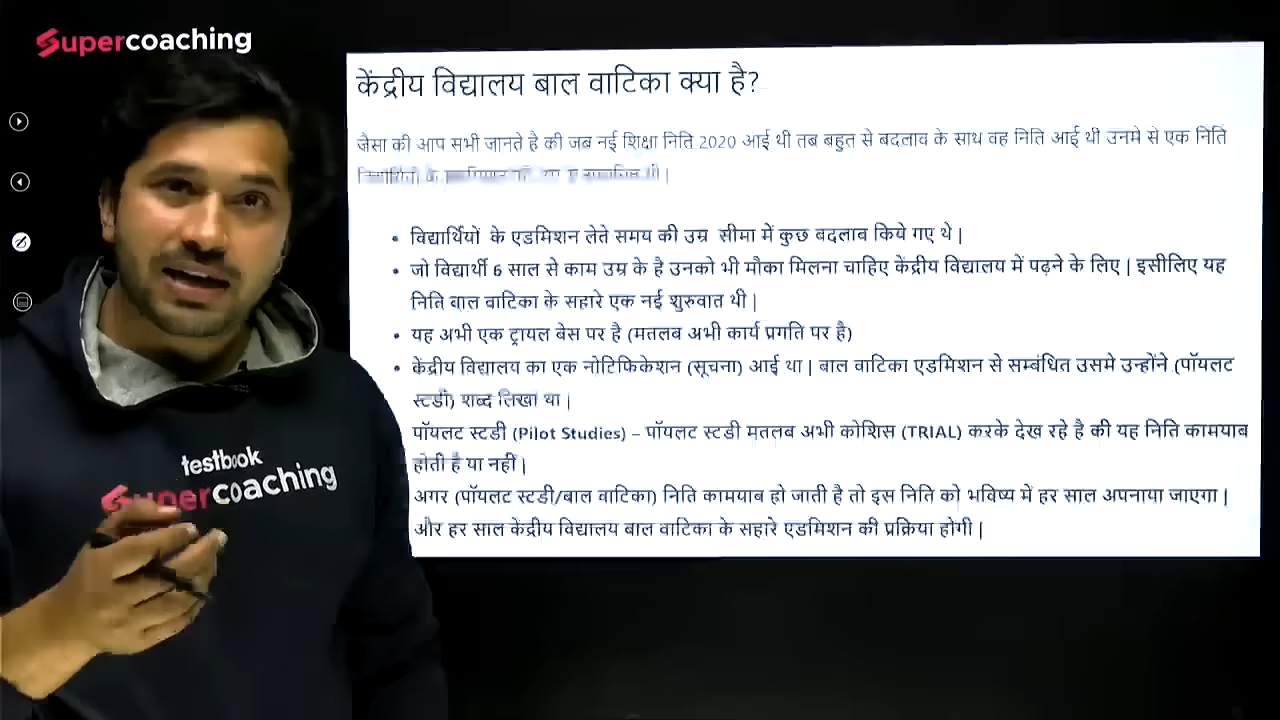 Supercoaching
केंद्रीय विद्यालय बाल वाटिका क्या है?
जैसा की आप सभी जानते है की जब नई शिक्षा निति 2020 आई थी तब बहुत से बदलाव के साथ वह निति आई थी उनमे से एक निति
• विद्यार्थियों के एडमिशन लेते समय की उम्र सीमा में कुछ बदलाब किये गए थे |
• जो विद्यार्थी 6 साल से काम उम्र के है उनको भी मौका मिलना चाहिए केंद्रीय विद्यालय में पढ़ने के लिए | इसीलिए यह
निति बाल वाटिका के सहारे एक नई शुरुवात थी |
• यह अभी एक ट्रायल बेस पर है (मतलब अभी कार्य प्रगति पर है)
• केंद्रीय विद्यालय का एक नोटिफिकेशन (सूचना) आई था | बाल वाटिका एडमिशन से सम्बंधित उसमे उन्होंने (पॉयलट
स्टडी) शब्द लिखा था |
पॉयलट स्टडी (Pilot Studies) – पॉयलट स्टडी मतलब अभी कोशिस (TRIAL) करके देख रहे है की यह निति कामयाब
होती है या नहीं |
अगर (पॉयलट स्टडी/बाल वाटिका) निति कामयाब हो जाती है तो इस निति को भविष्य में हर साल अपनाया जाएगा |
और हर साल केंद्रीय विद्यालय बाल वाटिका के सहारे एडमिशन की प्रक्रिया होगी |
testbook
Supercoaching